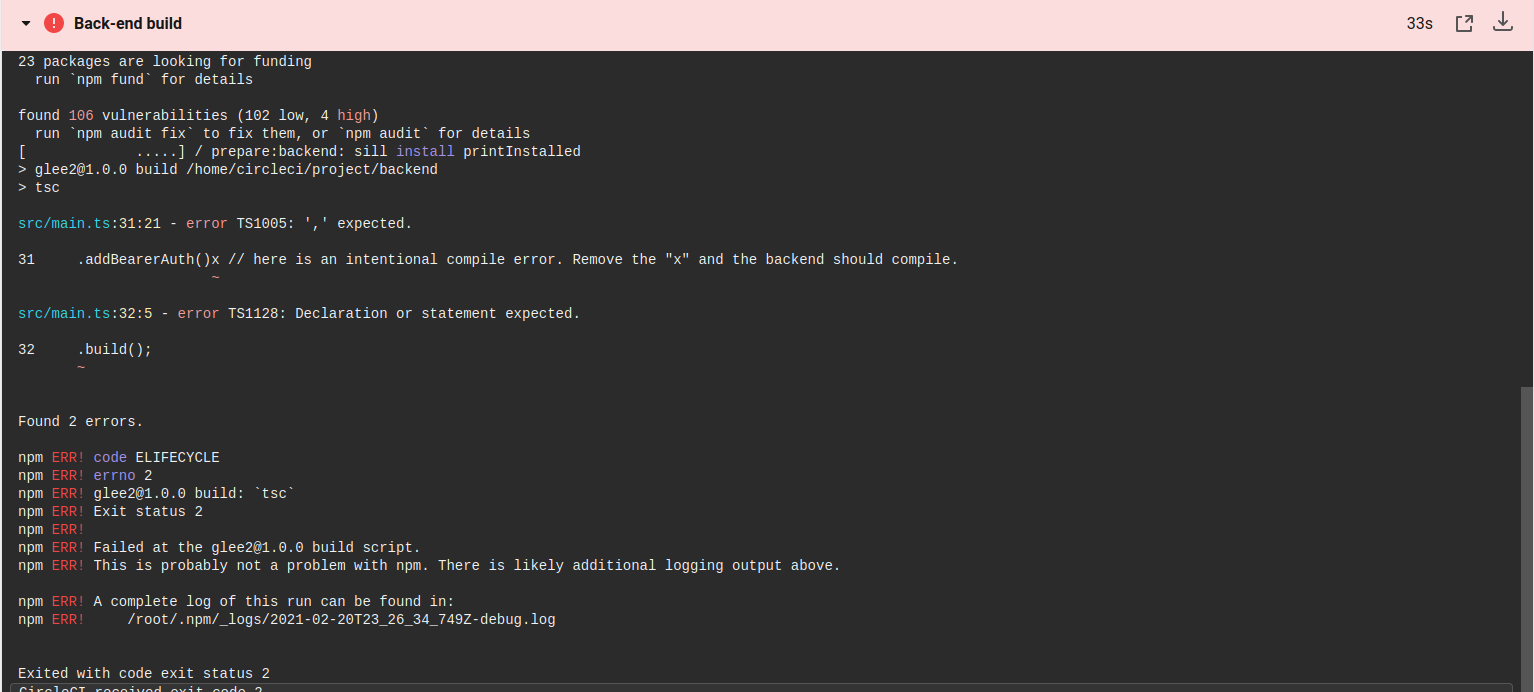 Back-end build
33s
23 packages are looking for funding
  run `npm fund` for details
found 106 vulnerabilities (102 low, 4 high)
  run `npm audit fix` to fix them, or `npm audit` for details
[             .....] / prepare:backend: sill install printInstalled
> glee2@1.0.0 build /home/circleci/project/backend
> tsc
src/main.ts:31:21 - error TS1005: ',' expected.
31     .addBearerAuth()x // here is an intentional compile error. Remove the "x" and the backend should compile.
                       ~
src/main.ts:32:5 - error TS1128: Declaration or statement expected.
32     .build();
       ~
Found 2 errors.
npm ERR! code ELIFECYCLE
npm ERR! errno 2
npm ERR! glee2@1.0.0 build: `tsc`
npm ERR! Exit status 2
npm ERR!
npm ERR! Failed at the glee2@1.0.0 build script.
npm ERR! This is probably not a problem with npm. There is likely additional logging output above.
npm ERR! A complete log of this run can be found in:
npm ERR!     /root/.npm/_logs/2021-02-20T23_26_34_749Z-debug.log
Exited with code exit status 2
CircleCI received exit code 2